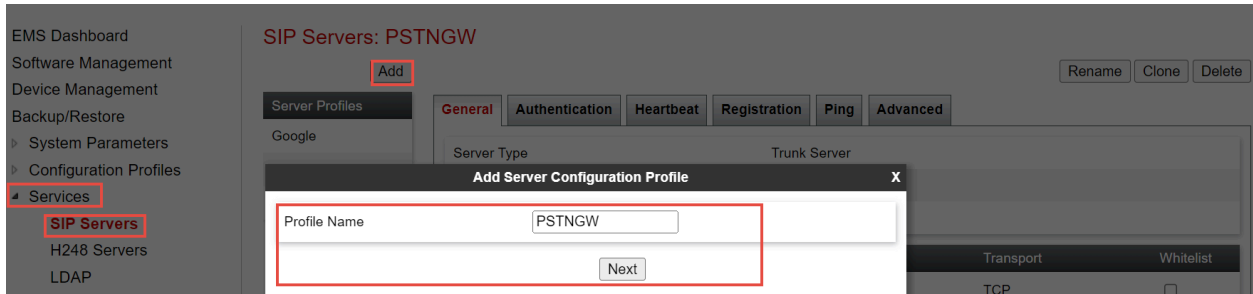 EMS Dashboard
Software Management
Device Management
Backup/Restore
System Parameters
Configuration Profiles
Services
SIP Servers
H248 Servers
LDAP
SIP Servers: PSTNGW
Add
Rename Clone Delete
Server Profiles
Google
General Authentication Heartbeat Registration Ping Advanced
Server Type Trunk Server
Add Server Configuration Profile X
Profile Name PSTNGW
Next
Transport Whitelist
TCP